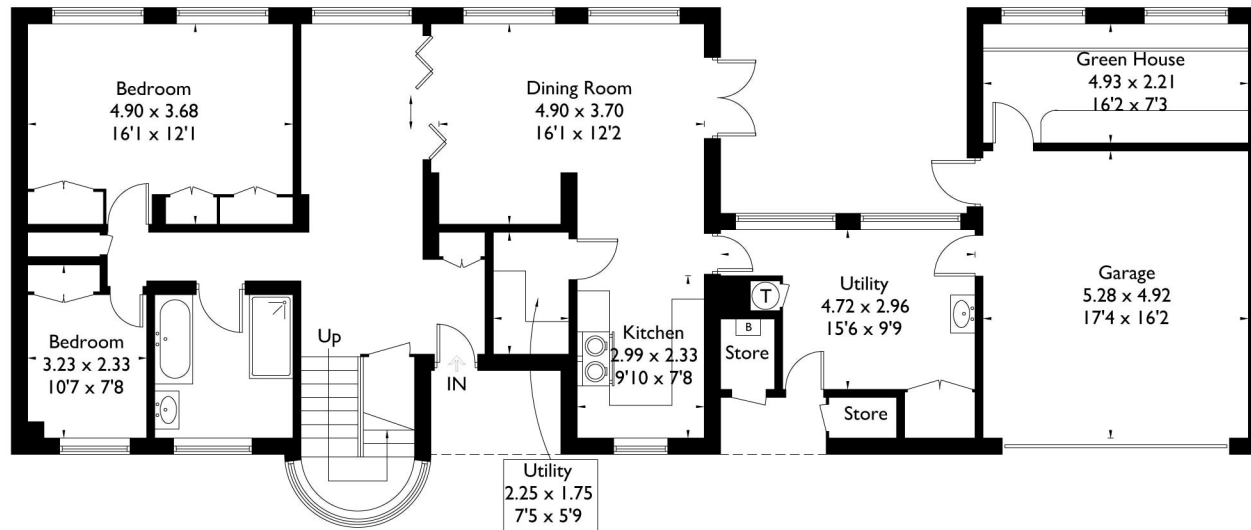 Bedroom
4.90 x 3.68
16'1 x 12'1
Dining Room
4.90 x 3.70
16'1 x 12'2
Green House
4.93 x 2.21
16'2 x 7'3
Bedroom
3.23 x 2.33
10'7 x 7'8
Up
IN
Kitchen
2.99 x 2.33
9'10 x 7'8
T
B
Store
Utility
4.72 x 2.96
15'6 x 9'9
Store
Garage
5.28 x 4.92
17'4 x 16'2
Utility
2.25 x 1.75
7'5 x 5'9